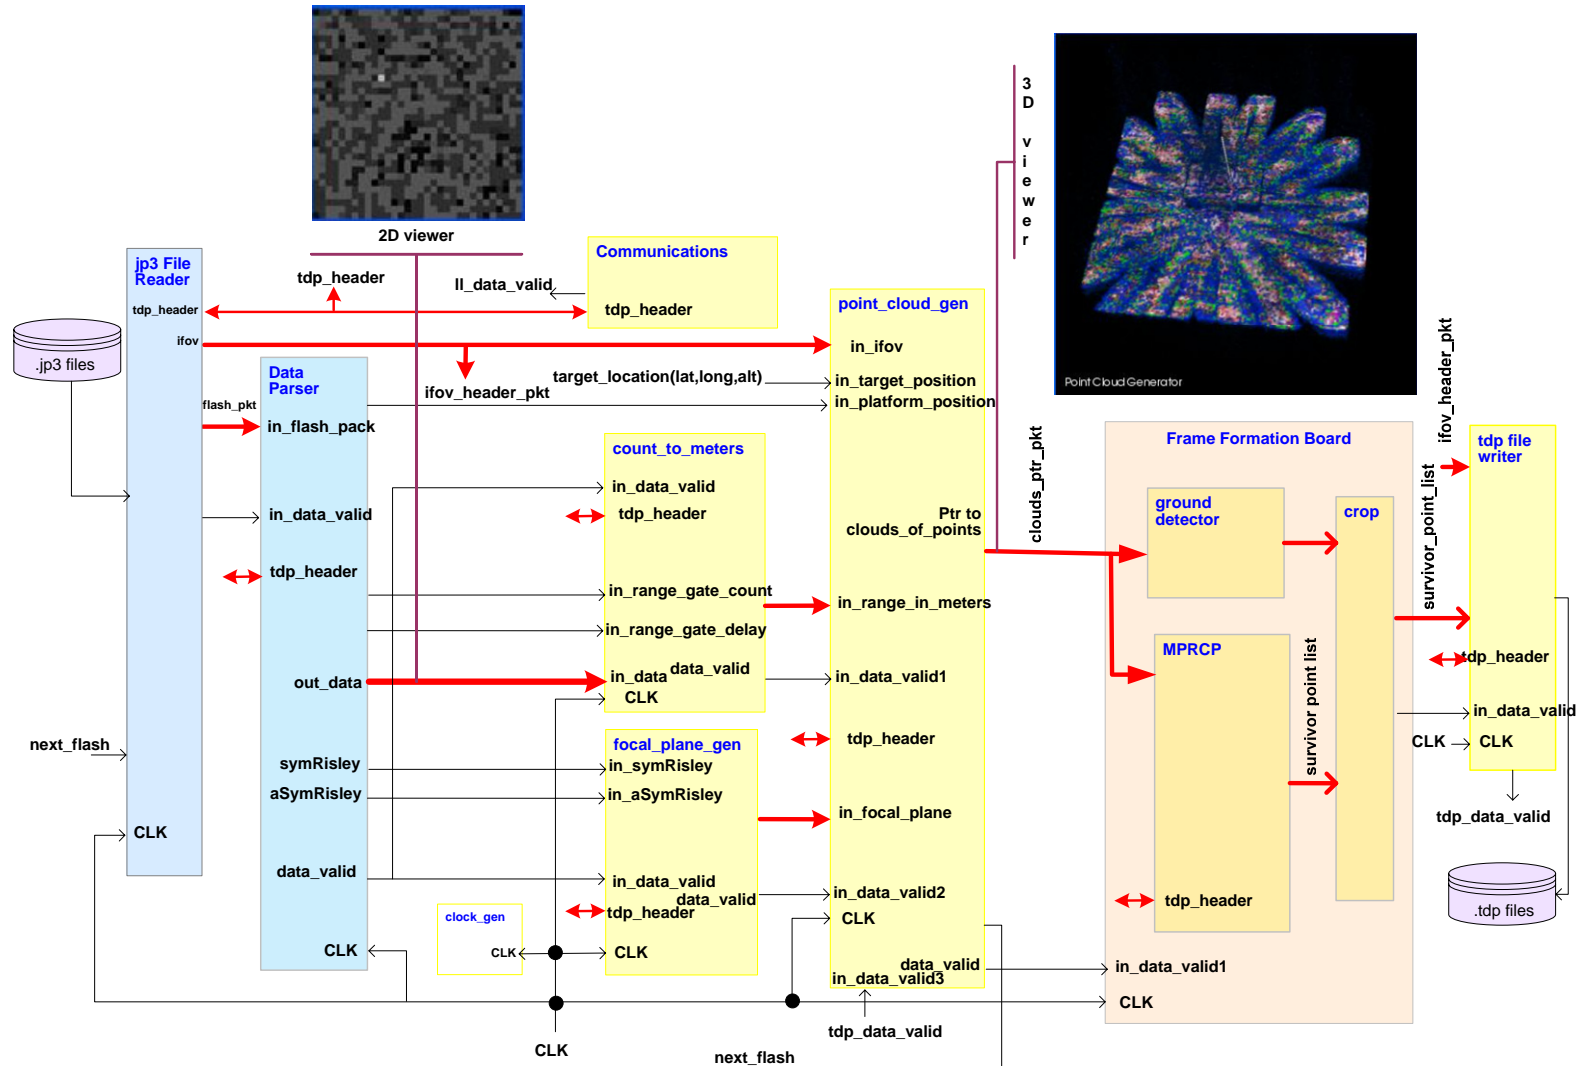 2D viewer
3
D
v
i
e
w
e
r
Point Cloud Generator
jp3 File
Reader
tdp_header
ifov
flash_pkt
.jp3 files
next_flash
CLK
tdp_header
ll_data_valid
Communications
tdp_header
ifov_header_pkt
target_location(lat,long,alt)
Data
Parser
in_flash_pack
in_data_valid
tdp_header
out_data
symRisley
aSymRisley
data_valid
CLK
count_to_meters
in_data_valid
tdp_header
in_range_gate_count
in_range_gate_delay
in_data
data_valid
CLK
focal_plane_gen
in_symRisley
in_aSymRisley
in_data_valid
data_valid
tdp_header
CLK
clock_gen
CLK
CLK
point_cloud_gen
in_ifov
in_target_position
in_platform_position
Ptr to
clouds_of_points
in_range_in_meters
in_data_valid1
tdp_header
in_focal_plane
in_data_valid2
CLK
data_valid
in_data_valid3
tdp_data_valid
next_flash
clouds_ptr_pkt
Frame Formation Board
ground
detector
crop
MPRCP
survivor point list
tdp_header
in_data_valid1
CLK
ifov_header_pkt
survivor_point_list
tdp file
writer
tdp_header
in_data_valid
CLK
CLK
tdp_data_valid
.tdp files